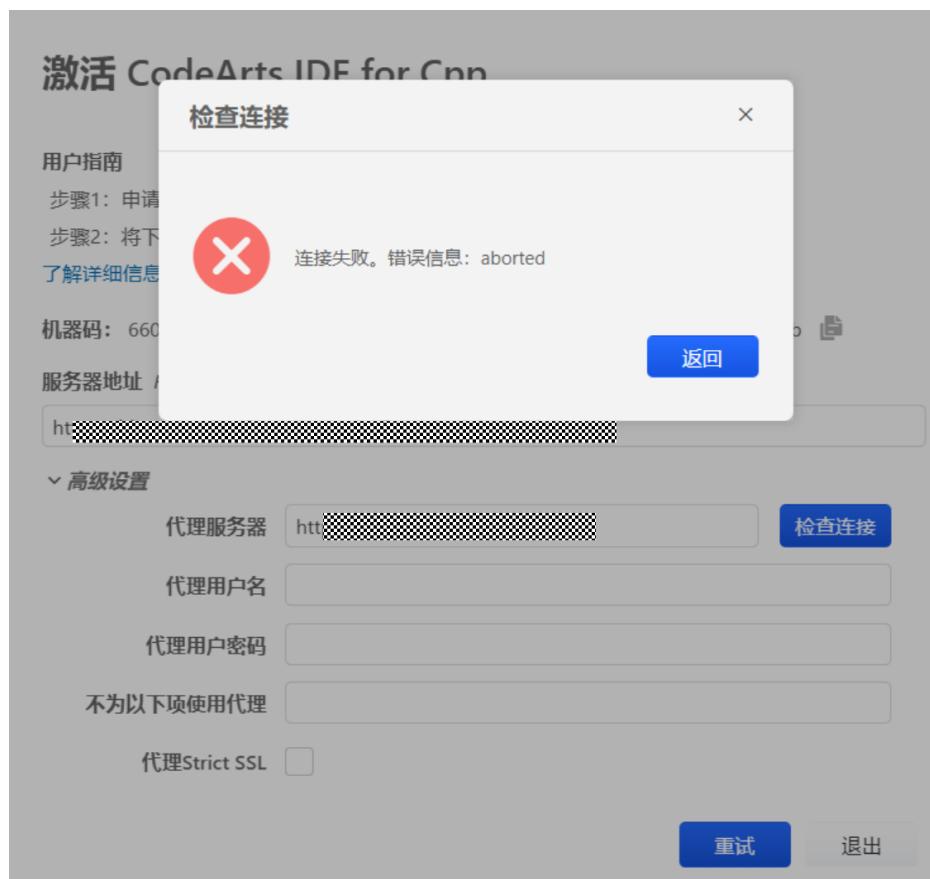 激活 CodeArts IDE for Cpp
检查连接
用户指南
步骤1：申请
步骤2：将下
了解详细信息
连接失败。错误信息：aborted
机器码： 660
返回
服务器地址
ht
高级设置
代理服务器 htt 检查连接
代理用户名
代理用户密码
不为以下项使用代理
代理Strict SSL
重试 退出